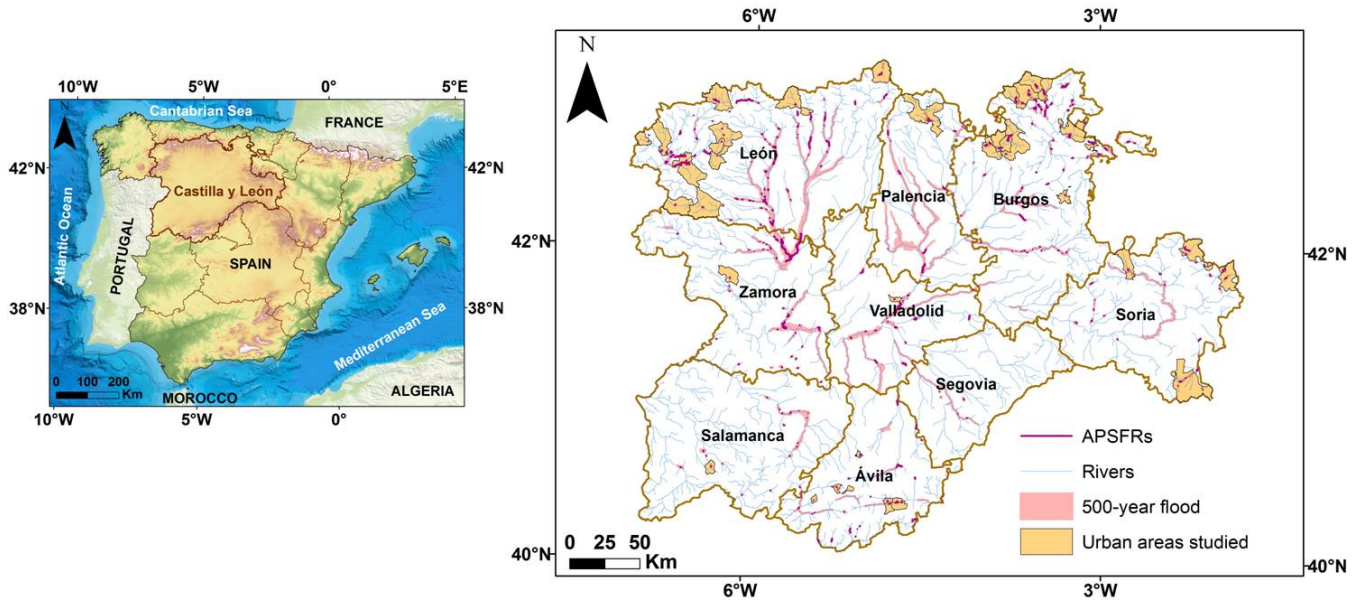 10°W
5°W
0°
5°E
N
Cantabrian Sea
FRANCE
42°N
42°N
Castilla y León
Atlantic Ocean
PORTUGAL
SPAIN
38°N
38°N
Mediterranean Sea
0 100 200
Km
MOROCCO
ALGERIA
10°W
5°W
0°
6°W
3°W
N
León
Palencia
Burgos
42°N
42°N
Zamora
Valladolid
Soria
Segovia
Salamanca
Ávila
APSFRs
Rivers
500-year flood
Urban areas studied
0 25 50
Km
40°N
40°N
6°W
3°W